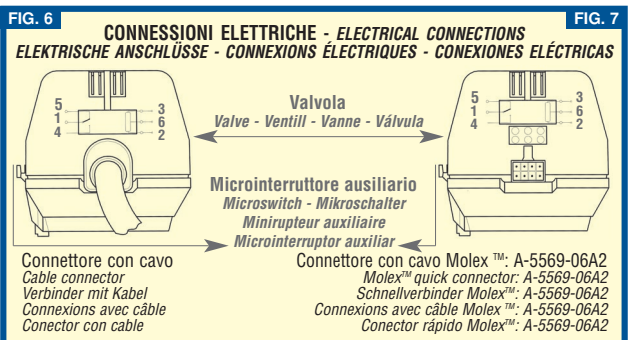 FIG. 6
FIG. 7
CONNESSIONI ELETTRICHE - ELECTRICAL CONNECTIONS
ELEKTRISCHE ANSCHLÜSSE - CONNEXIONS ÉLECTRIQUES - CONEXIONES ELÉCTRICAS
5 3
1 6
4 2
Valvola
Valve - Ventill - Vanne - Válvula
5 3
1 6
4 2
Microinterruttore ausiliario
Microswitch - Mikroschalter
Minirupteur auxiliaire
Microinterruptor auxiliar
Connettore con cavo
Cable connector
Verbinder mit Kabel
Connexions avec câble
Conector con cable
Connettore con cavo Molex ™: A-5569-06A2
Molex™ quick connector: A-5569-06A2
Schnellverbinder Molex™: A-5569-06A2
Connexions avec câble Molex ™: A-5569-06A2
Conector rápido Molex™: A-5569-06A2